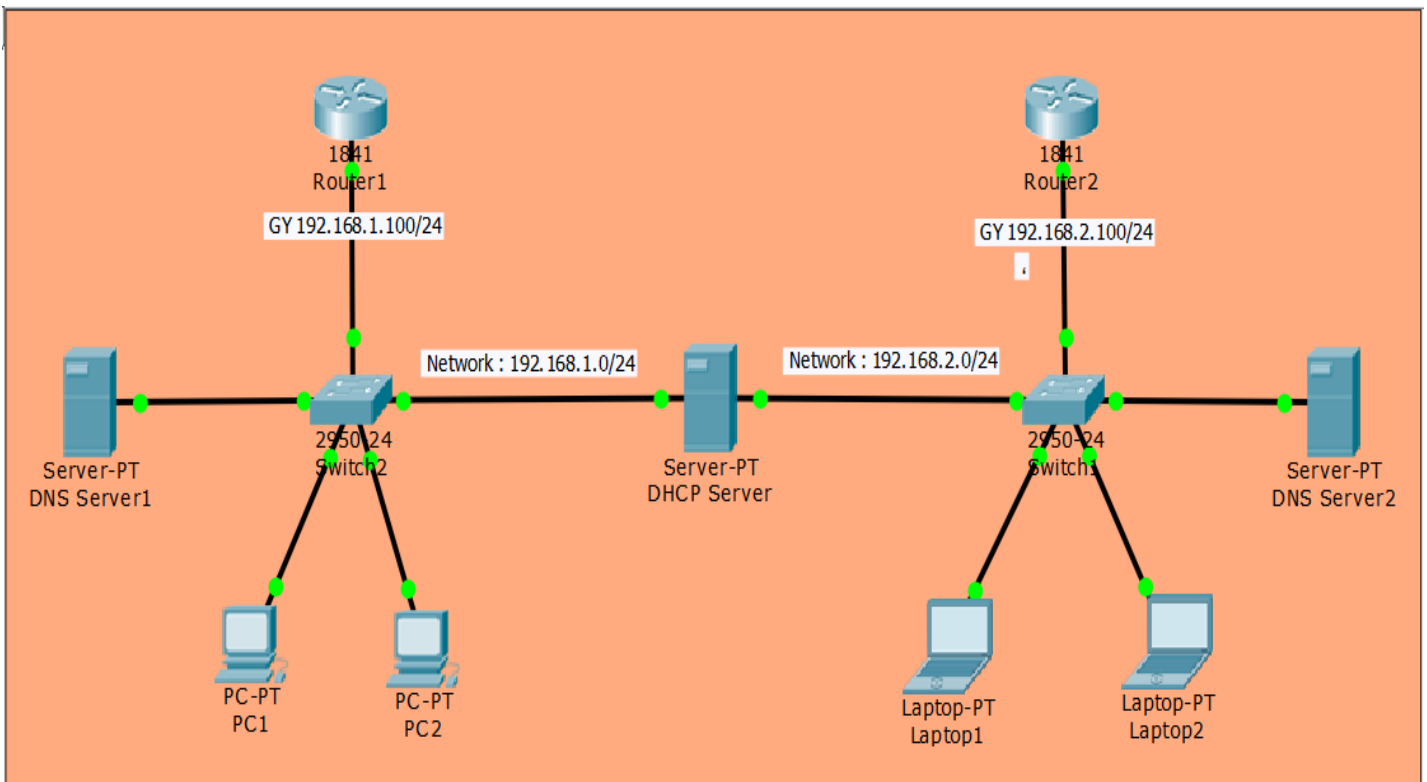 1841
Router1
1841
Router2
GY 192.168.1.100/24
GY 192.168.2.100/24
,
Network : 192.168.1.0/24
Network : 192.168.2.0/24
Server-PT
DNS Server1
2950-24
Switch2
Server-PT
DHCP Server
2950-24
Switch1
Server-PT
DNS Server2
PC-PT
PC1
PC-PT
PC2
Laptop-PT
Laptop1
Laptop-PT
Laptop2